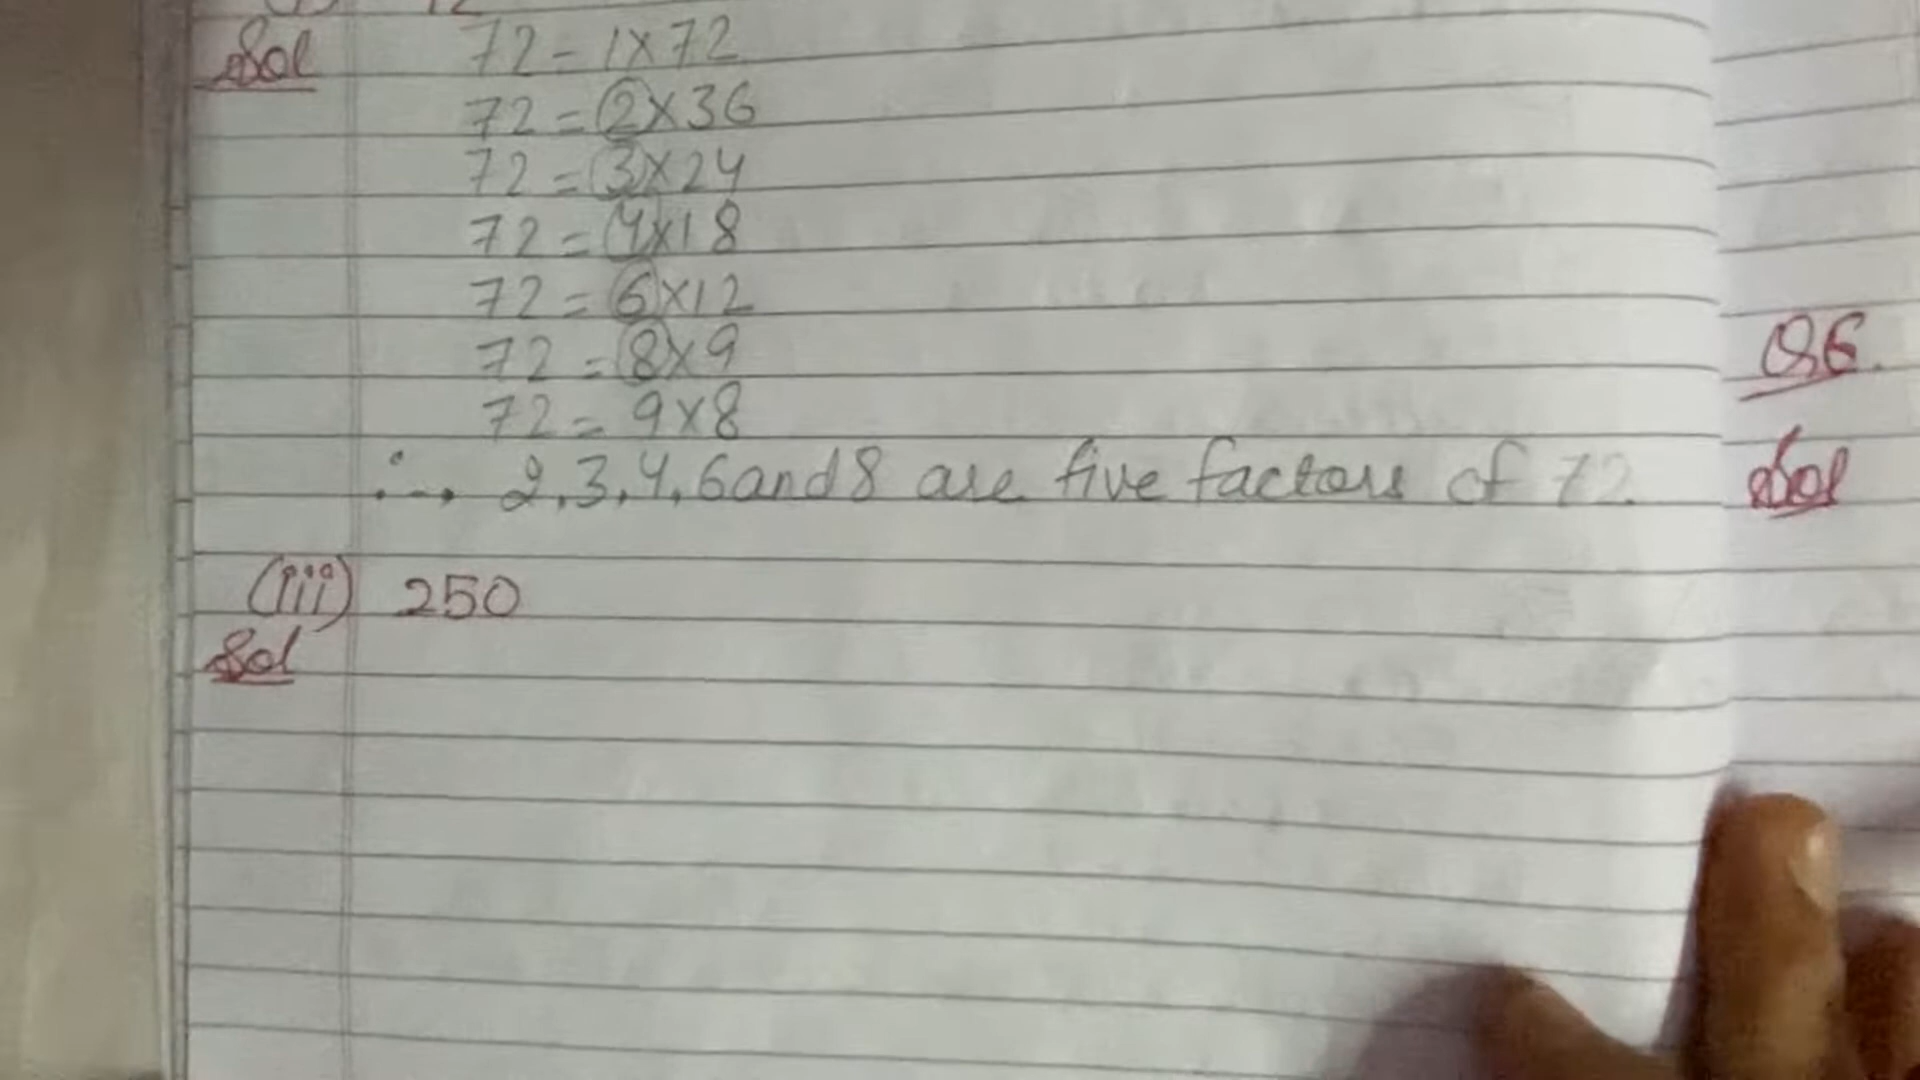 Sol 72 = 1×72
72 = 2×36
72 = 3×24
72 = 4×18
72 = 6×12
72 = 8×9
72 = 9×8
∴ → 2, 3, 4, 6 and 8 are five factors of 72
(iii) 250
Sol
Q6.
Sol